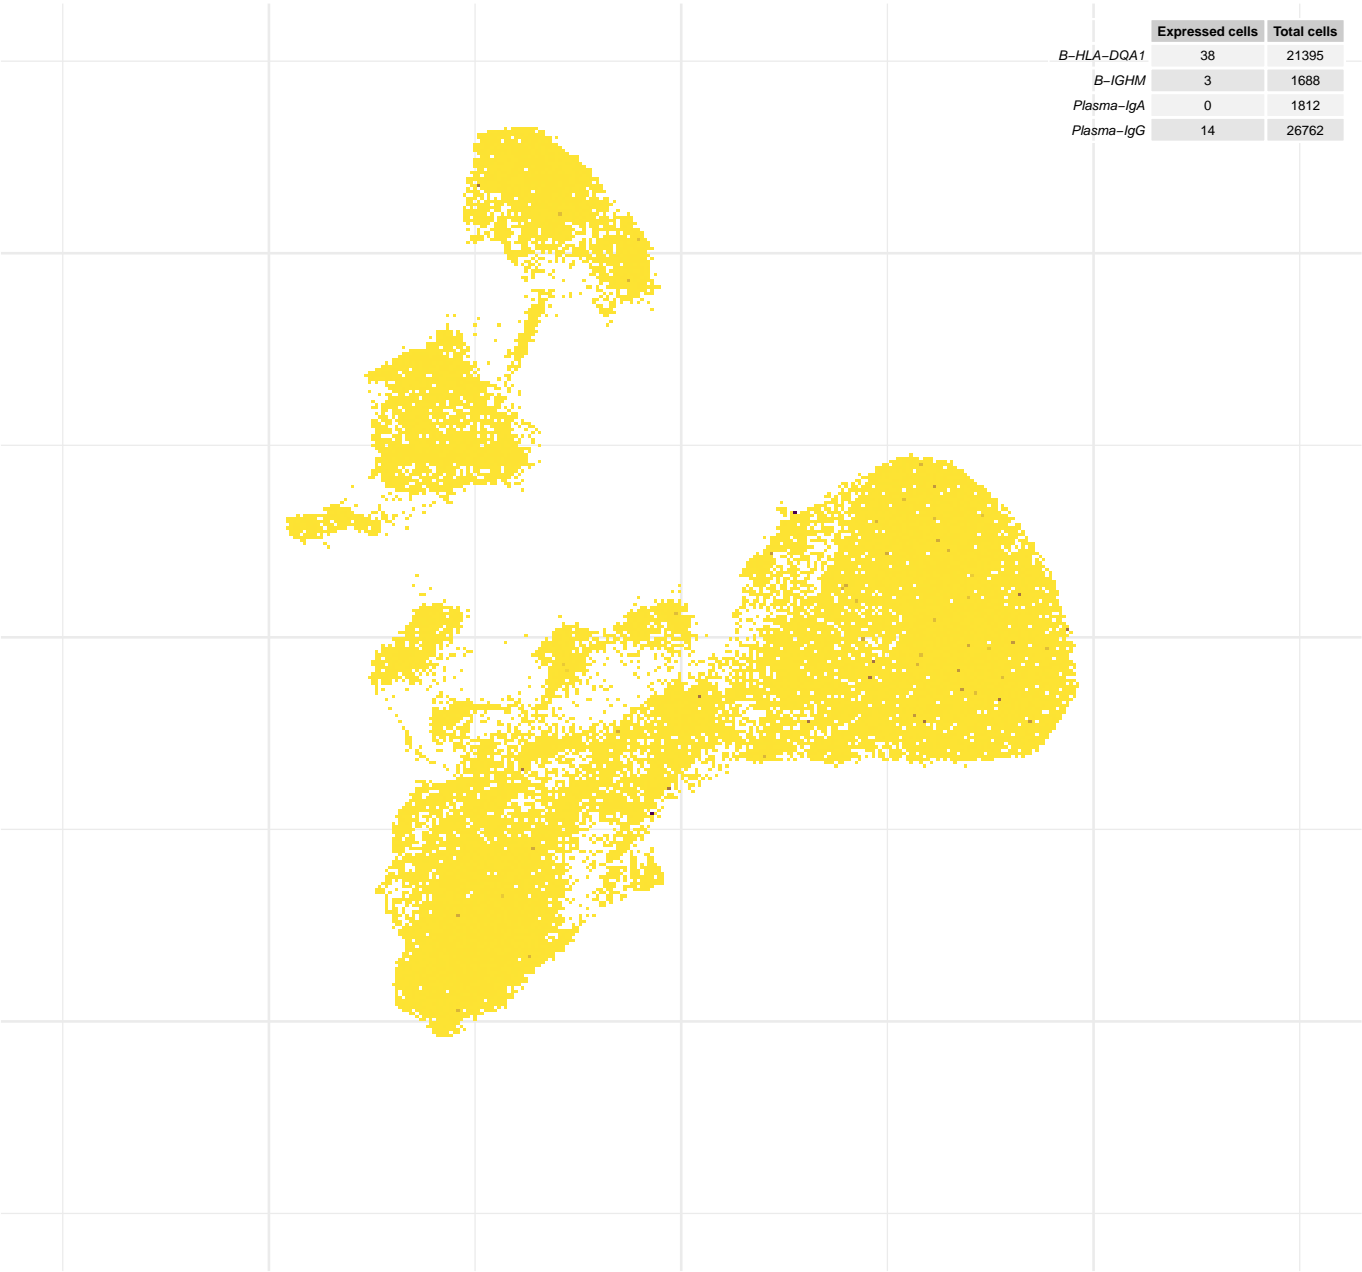 Expressed cells Total cells
B−HLA−DQA1 38 21395
B−IGHM 3 1688
Plasma−IgA 0 1812
Plasma−IgG 14 26762